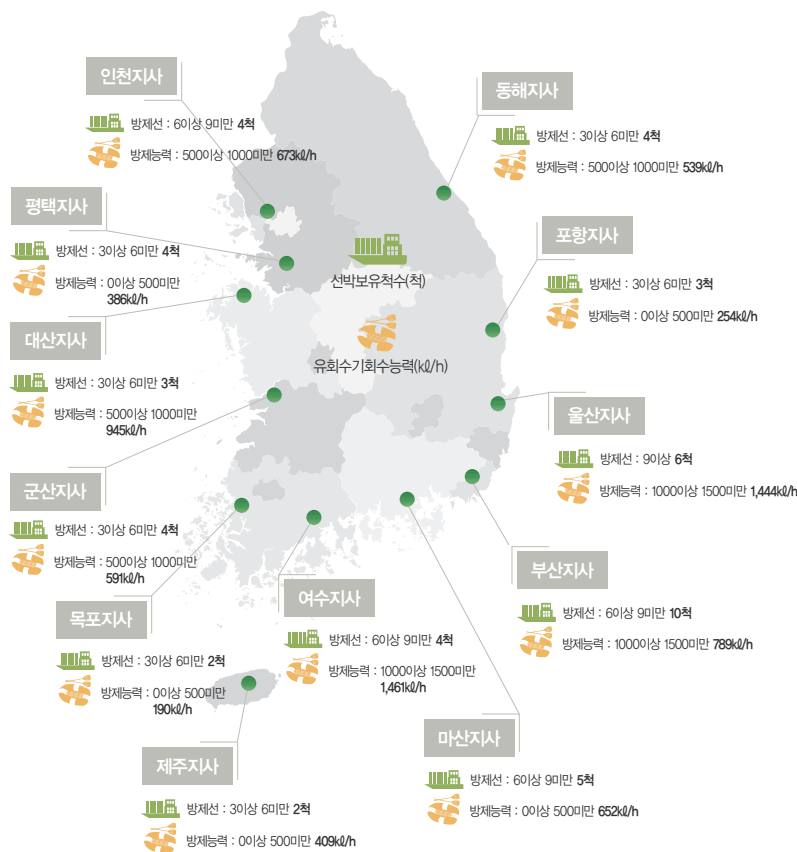 인천지사
방제선 : 6이상 9미만 4척
방제능력 : 500이상 1000미만 673㎘/h
동해지사
방제선 : 3이상 6미만 4척
방제능력 : 500이상 1000미만 539㎘/h
평택지사
방제선 : 3이상 6미만 4척
방제능력 : 0이상 500미만
386㎘/h
포항지사
방제선 : 3이상 6미만 3척
방제능력 : 0이상 500미만 254㎘/h
선박보유척수(척)
유회수기회수능력(㎘/h)
대산지사
방제선 : 3이상 6미만 3척
방제능력 : 500이상 1000미만
945㎘/h
울산지사
방제선 : 9이상 6척
방제능력 : 1000이상 1500미만 1,444㎘/h
군산지사
방제선 : 3이상 6미만 4척
방제능력 : 500이상 1000미만
591㎘/h
부산지사
방제선 : 6이상 9미만 10척
방제능력 : 1000이상 1500미만 789㎘/h
목포지사
방제선 : 3이상 6미만 2척
방제능력 : 0이상 500미만
190㎘/h
여수지사
방제선 : 6이상 9미만 4척
방제능력 : 1000이상 1500미만
1,461㎘/h
마산지사
방제선 : 6이상 9미만 5척
방제능력 : 0이상 500미만 652㎘/h
제주지사
방제선 : 3이상 6미만 2척
방제능력 : 0이상 500미만 409㎘/h